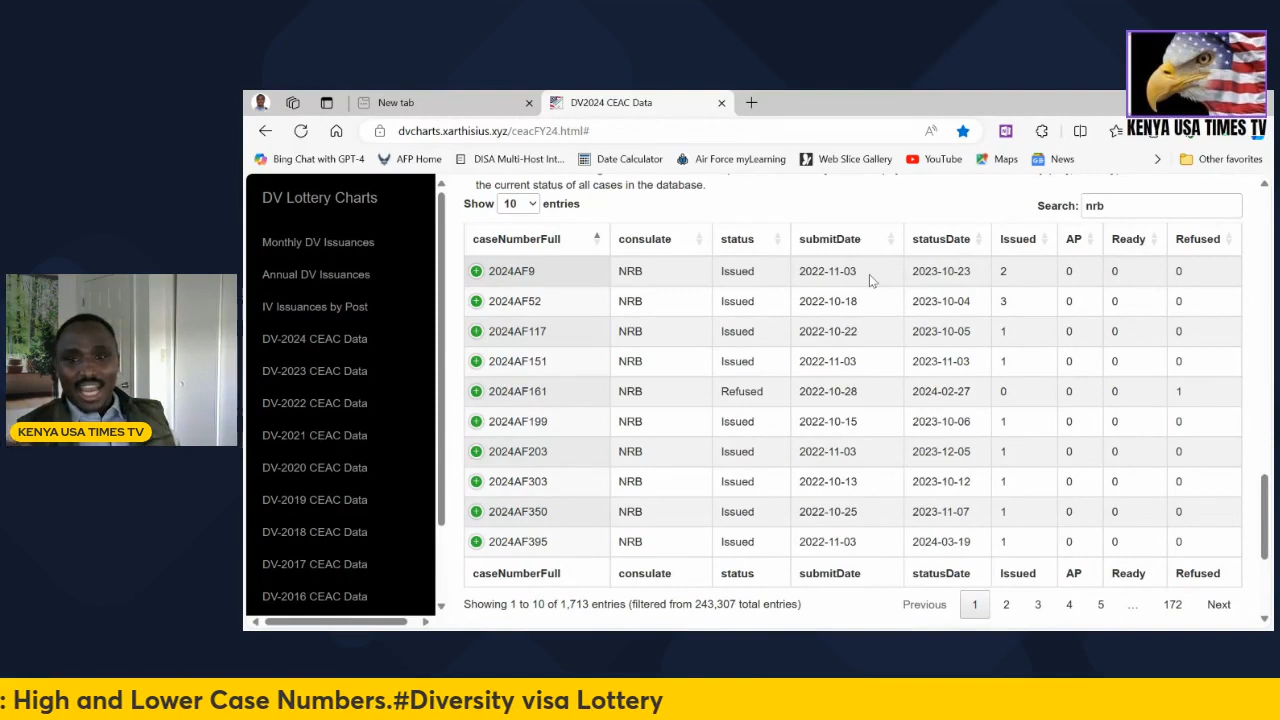 New tab
DV2024 CEAC Data
KENYA USA TIMES TV
dvcharts.xarthisius.xyz/ceacFY24.html#
Bing Chat with GPT-4 AFP Home DISA Multi-Host Int... Date Calculator Air Force myLearning Web Slice Gallery YouTube Maps News Other favorites
DV Lottery Charts
Monthly DV Issuances
Annual DV Issuances
IV Issuances by Post
DV-2024 CEAC Data
DV-2023 CEAC Data
DV-2022 CEAC Data
DV-2021 CEAC Data
DV-2020 CEAC Data
DV-2019 CEAC Data
DV-2018 CEAC Data
DV-2017 CEAC Data
DV-2016 CEAC Data
the current status of all cases in the database.
Show 10 entries Search: nrb
caseNumberFull consulate status submitDate statusDate Issued AP Ready Refused
2024AF9 NRB Issued 2022-11-03 2023-10-23 2 0 0 0
2024AF52 NRB Issued 2022-10-18 2023-10-04 3 0 0 0
2024AF117 NRB Issued 2022-10-22 2023-10-05 1 0 0 0
2024AF151 NRB Issued 2022-11-03 2023-11-03 1 0 0 0
2024AF161 NRB Refused 2022-10-28 2024-02-27 0 0 0 1
2024AF199 NRB Issued 2022-10-15 2023-10-06 1 0 0 0
2024AF203 NRB Issued 2022-11-03 2023-12-05 1 0 0 0
2024AF303 NRB Issued 2022-10-13 2023-10-12 1 0 0 0
2024AF350 NRB Issued 2022-10-25 2023-11-07 1 0 0 0
2024AF395 NRB Issued 2022-11-03 2024-03-19 1 0 0 0
caseNumberFull consulate status submitDate statusDate Issued AP Ready Refused
Showing 1 to 10 of 1,713 entries (filtered from 243,307 total entries) Previous 1 2 3 4 5 ... 172 Next
KENYA USA TIMES TV
: High and Lower Case Numbers.#Diversity visa Lottery